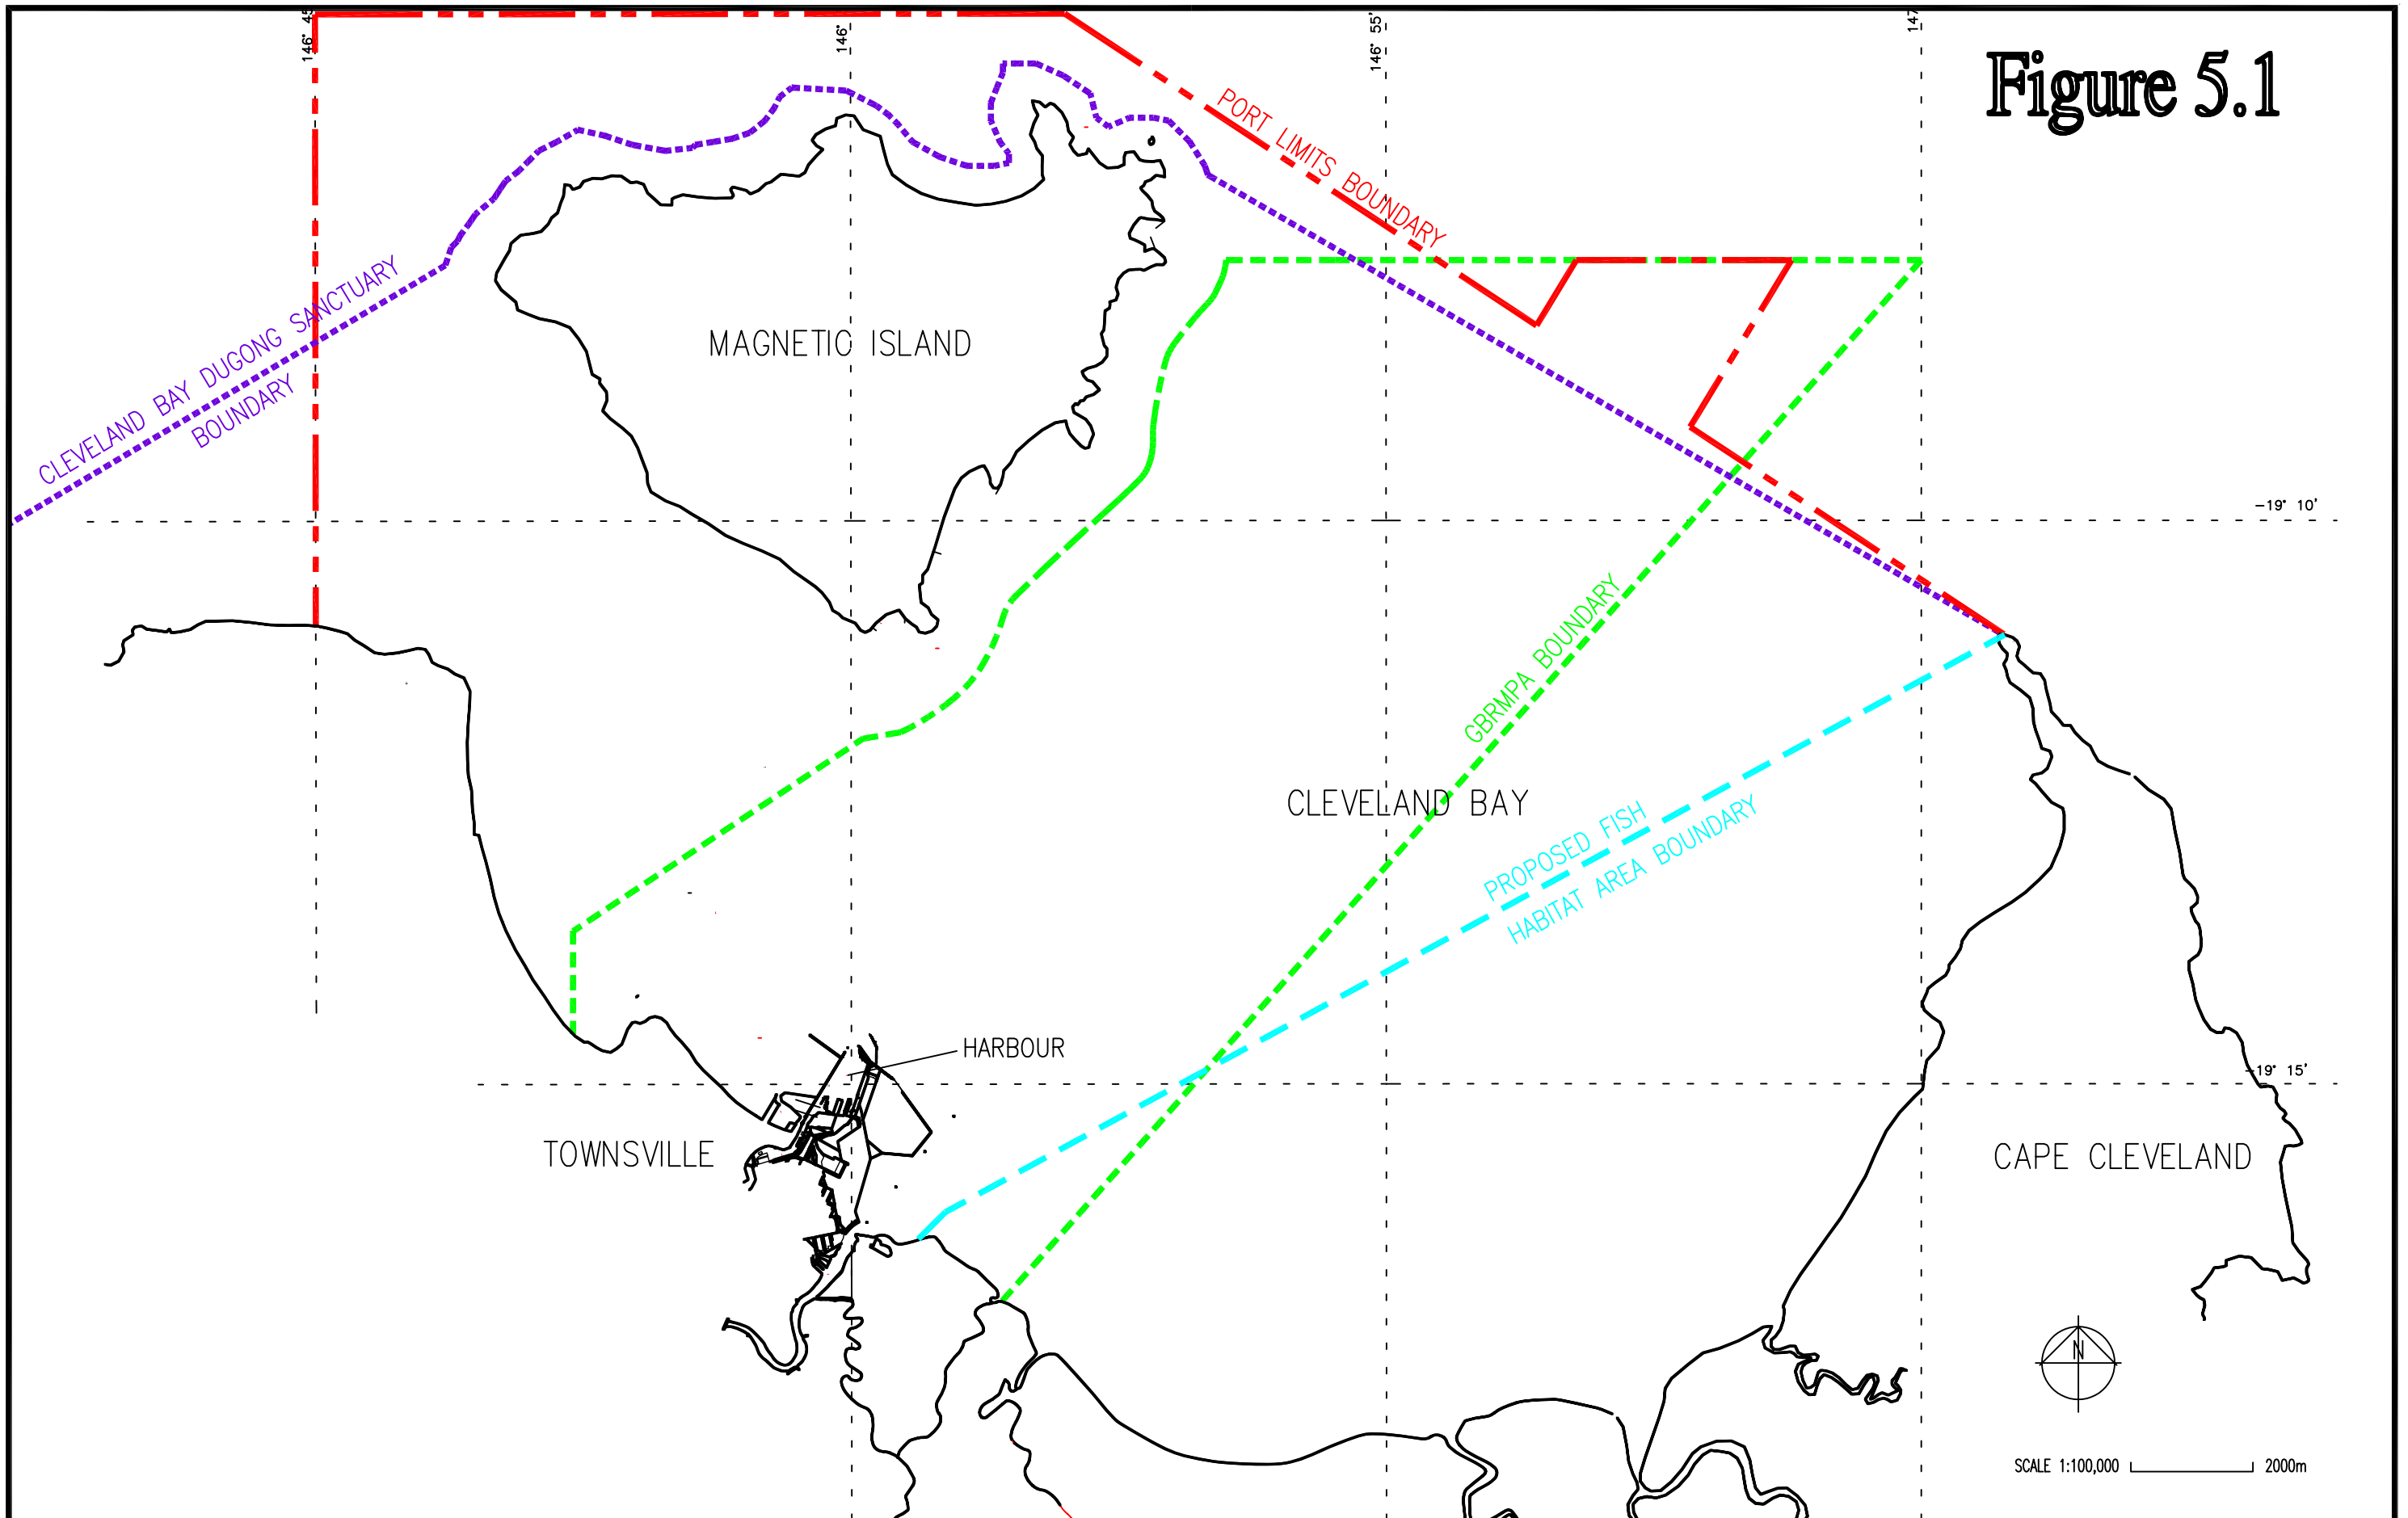 146° 45'
146°
146° 55'
147
Figure 5.1
PORT LIMITS BOUNDARY
CLEVELAND BAY DUGONG SANCTUARY
BOUNDARY
MAGNETIC ISLAND
-19° 10'
GBRMPA BOUNDARY
CLEVELAND BAY
PROPOSED FISH
HABITAT AREA BOUNDARY
HARBOUR
-19° 15'
TOWNSVILLE
CAPE CLEVELAND
N
SCALE 1:100,000 2000m